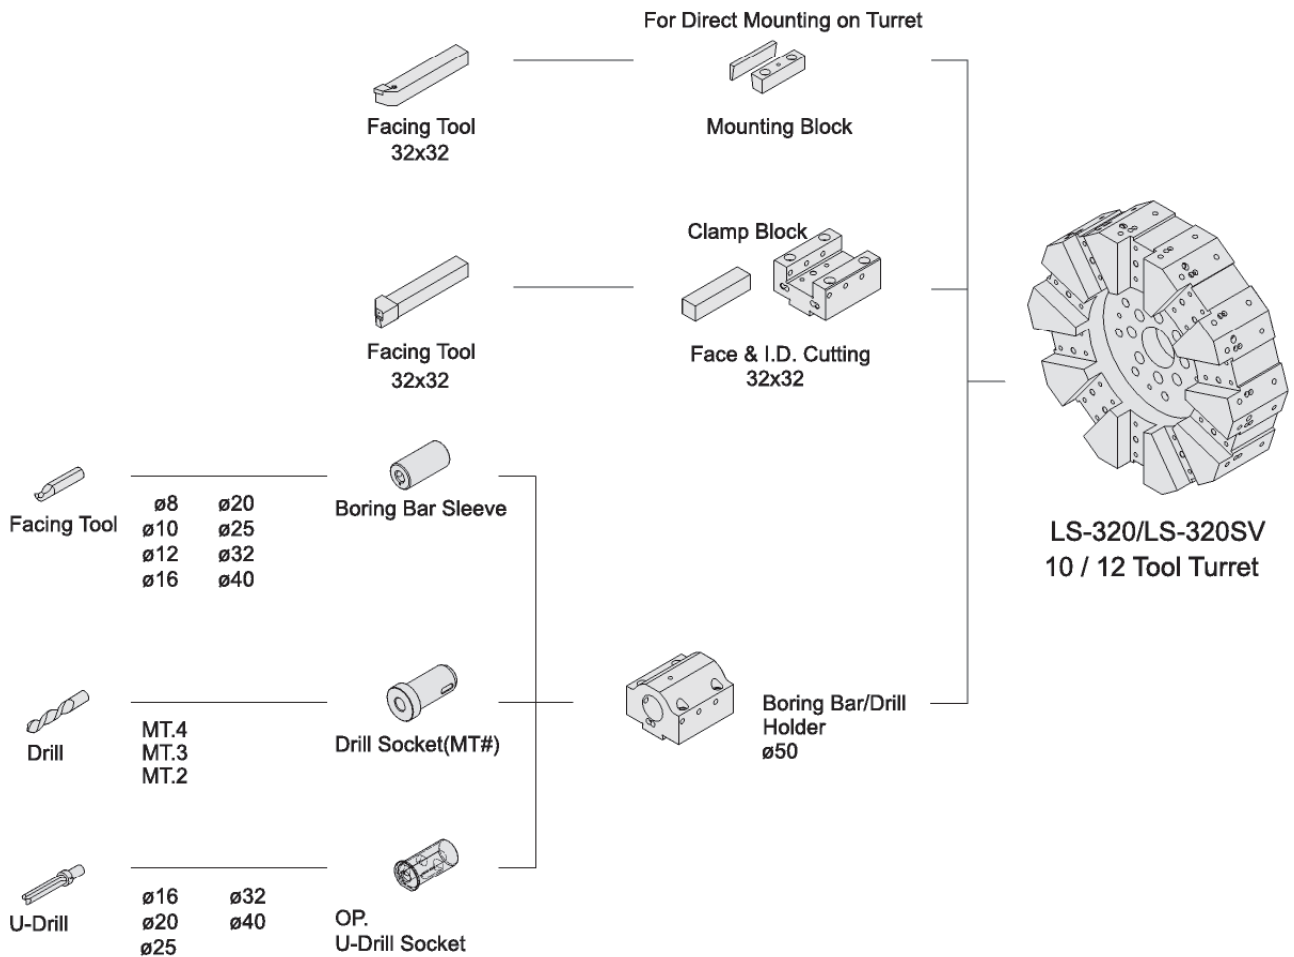 For Direct Mounting on Turret
Facing Tool
32x32
Mounting Block
Clamp Block
Facing Tool
32x32
Face & I.D. Cutting
32x32
Facing Tool
ø8 ø20
ø10 ø25
ø12 ø32
ø16 ø40
Boring Bar Sleeve
LS-320/LS-320SV
10 / 12 Tool Turret
Drill
MT.4
MT.3
MT.2
Drill Socket(MT#)
Boring Bar/Drill
Holder
ø50
U-Drill
ø16 ø32
ø20 ø40
ø25
OP.
U-Drill Socket